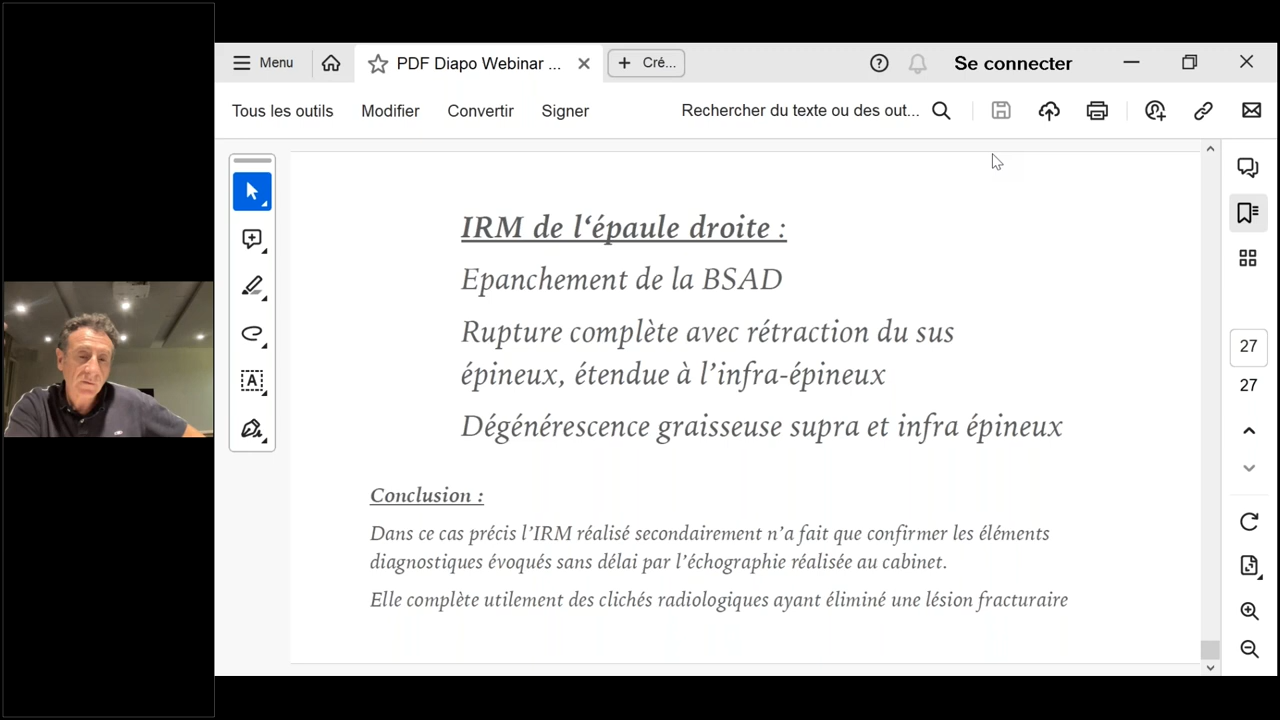 Menu
PDF Diapo Webinar ...
Cré...
Se connecter
Tous les outils
Modifier
Convertir
Signer
Rechercher du texte ou des out...
IRM de l‘épaule droite :
Epanchement de la BSAD
Rupture complète avec rétraction du sus
épineux, étendue à l’infra-épineux
Dégénérescence graisseuse supra et infra épineux
Conclusion :
Dans ce cas précis l’IRM réalisé secondairement n’a fait que confirmer les éléments
diagnostiques évoqués sans délai par l’échographie réalisée au cabinet.
Elle complète utilement des clichés radiologiques ayant éliminé une lésion fracturaire
27
27